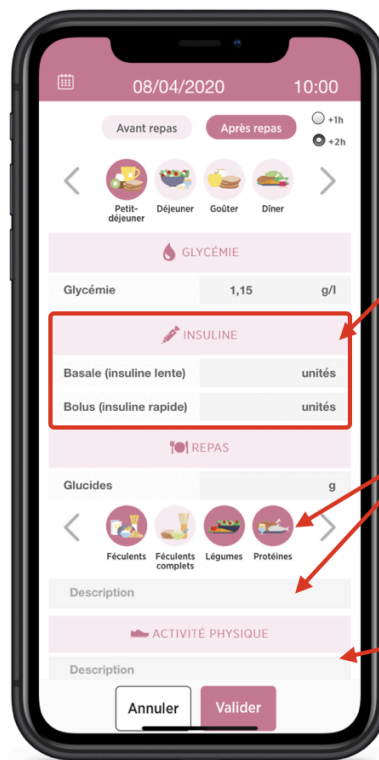 08/04/2020 10:00
Avant repas Après repas +1h
+2h
Petit-
déjeuner Déjeuner Goûter Dîner
GLYCÉMIE
Glycémie 1,15 g/l
INSULINE
Basale (insuline lente) unités
Bolus (insuline rapide) unités
REPAS
Glucides g
Féculents Féculents
complets Légumes Protéines
Description
ACTIVITÉ PHYSIQUE
Description
Annuler Valider